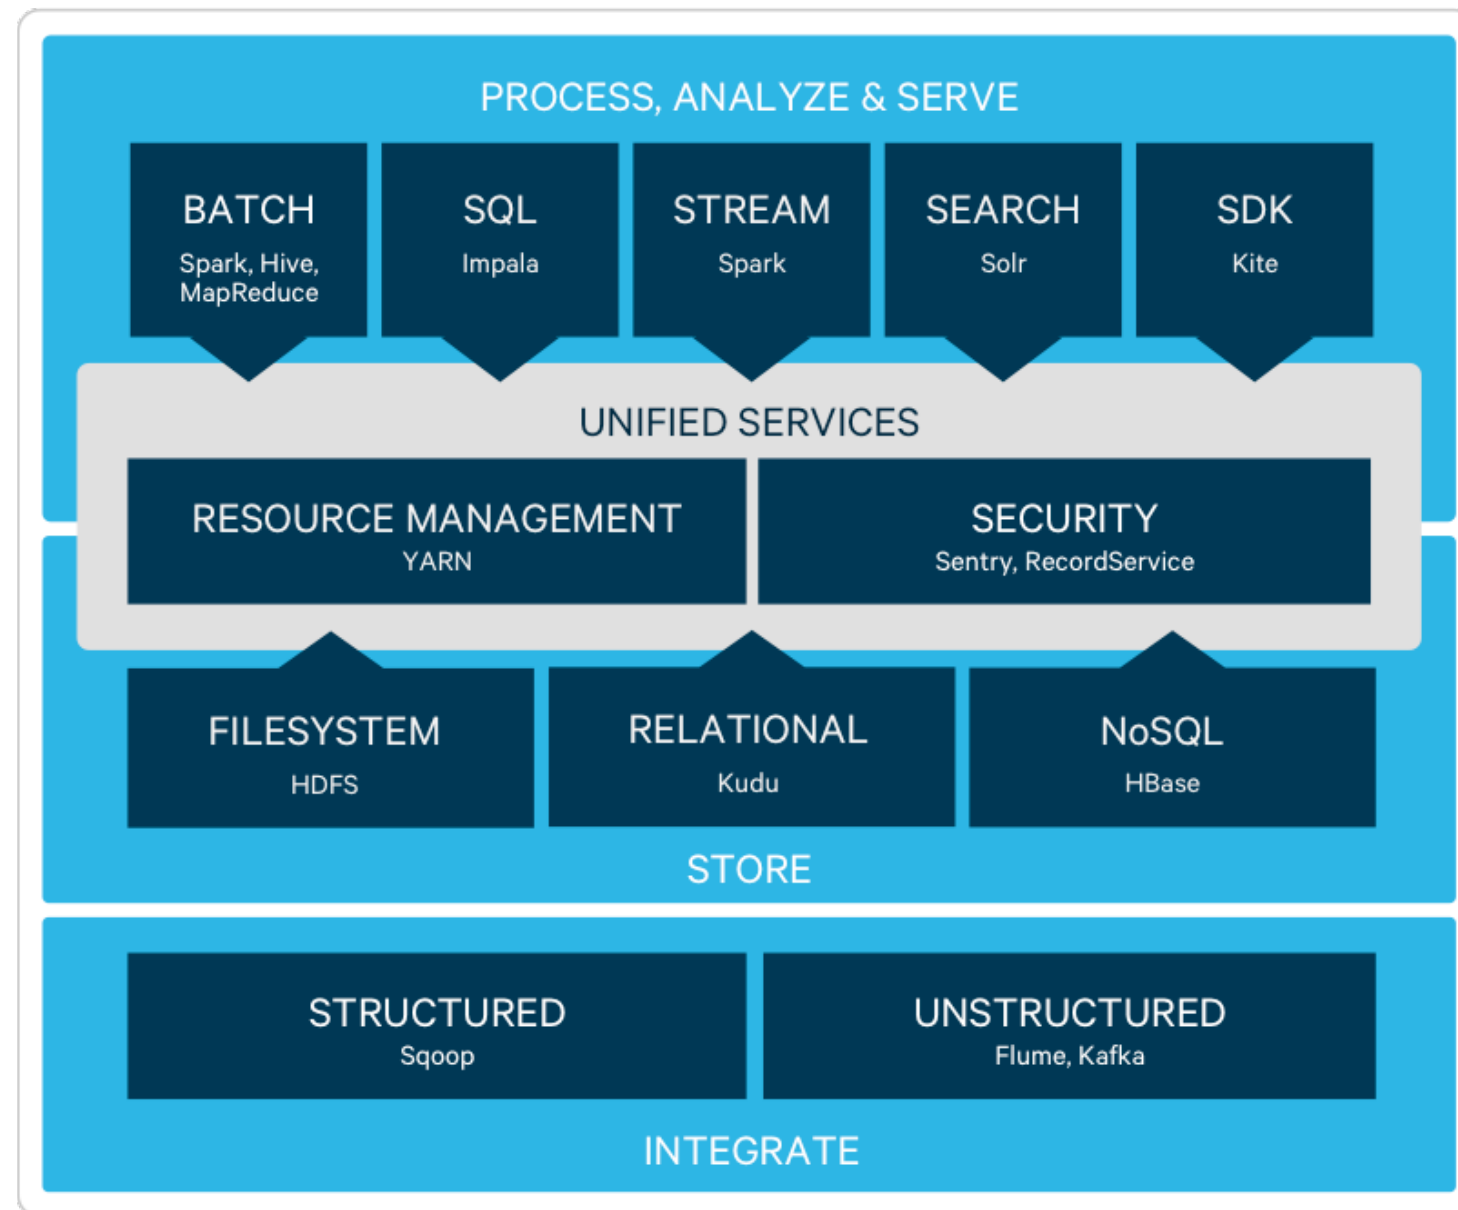 PROCESS, ANALYZE & SERVE
BATCH
Spark, Hive,
MapReduce
SQL
Impala
STREAM
Spark
SEARCH
Solr
SDK
Kite
UNIFIED SERVICES
RESOURCE MANAGEMENT
YARN
SECURITY
Sentry, RecordService
FILESYSTEM
HDFS
RELATIONAL
Kudu
NoSQL
HBase
STORE
STRUCTURED
Sqoop
UNSTRUCTURED
Flume, Kafka
INTEGRATE